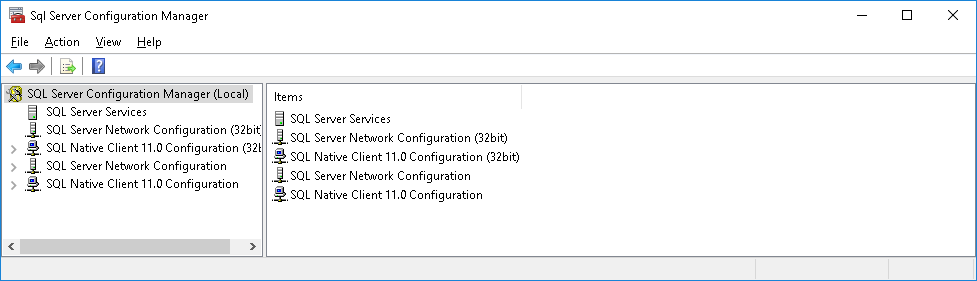 Sql Server Configuration Manager
File Action View Help
SQL Server Configuration Manager (Local)
SQL Server Services
SQL Server Network Configuration (32bit
SQL Native Client 11.0 Configuration (32b
SQL Server Network Configuration
SQL Native Client 11.0 Configuration
Items
SQL Server Services
SQL Server Network Configuration (32bit)
SQL Native Client 11.0 Configuration (32bit)
SQL Server Network Configuration
SQL Native Client 11.0 Configuration